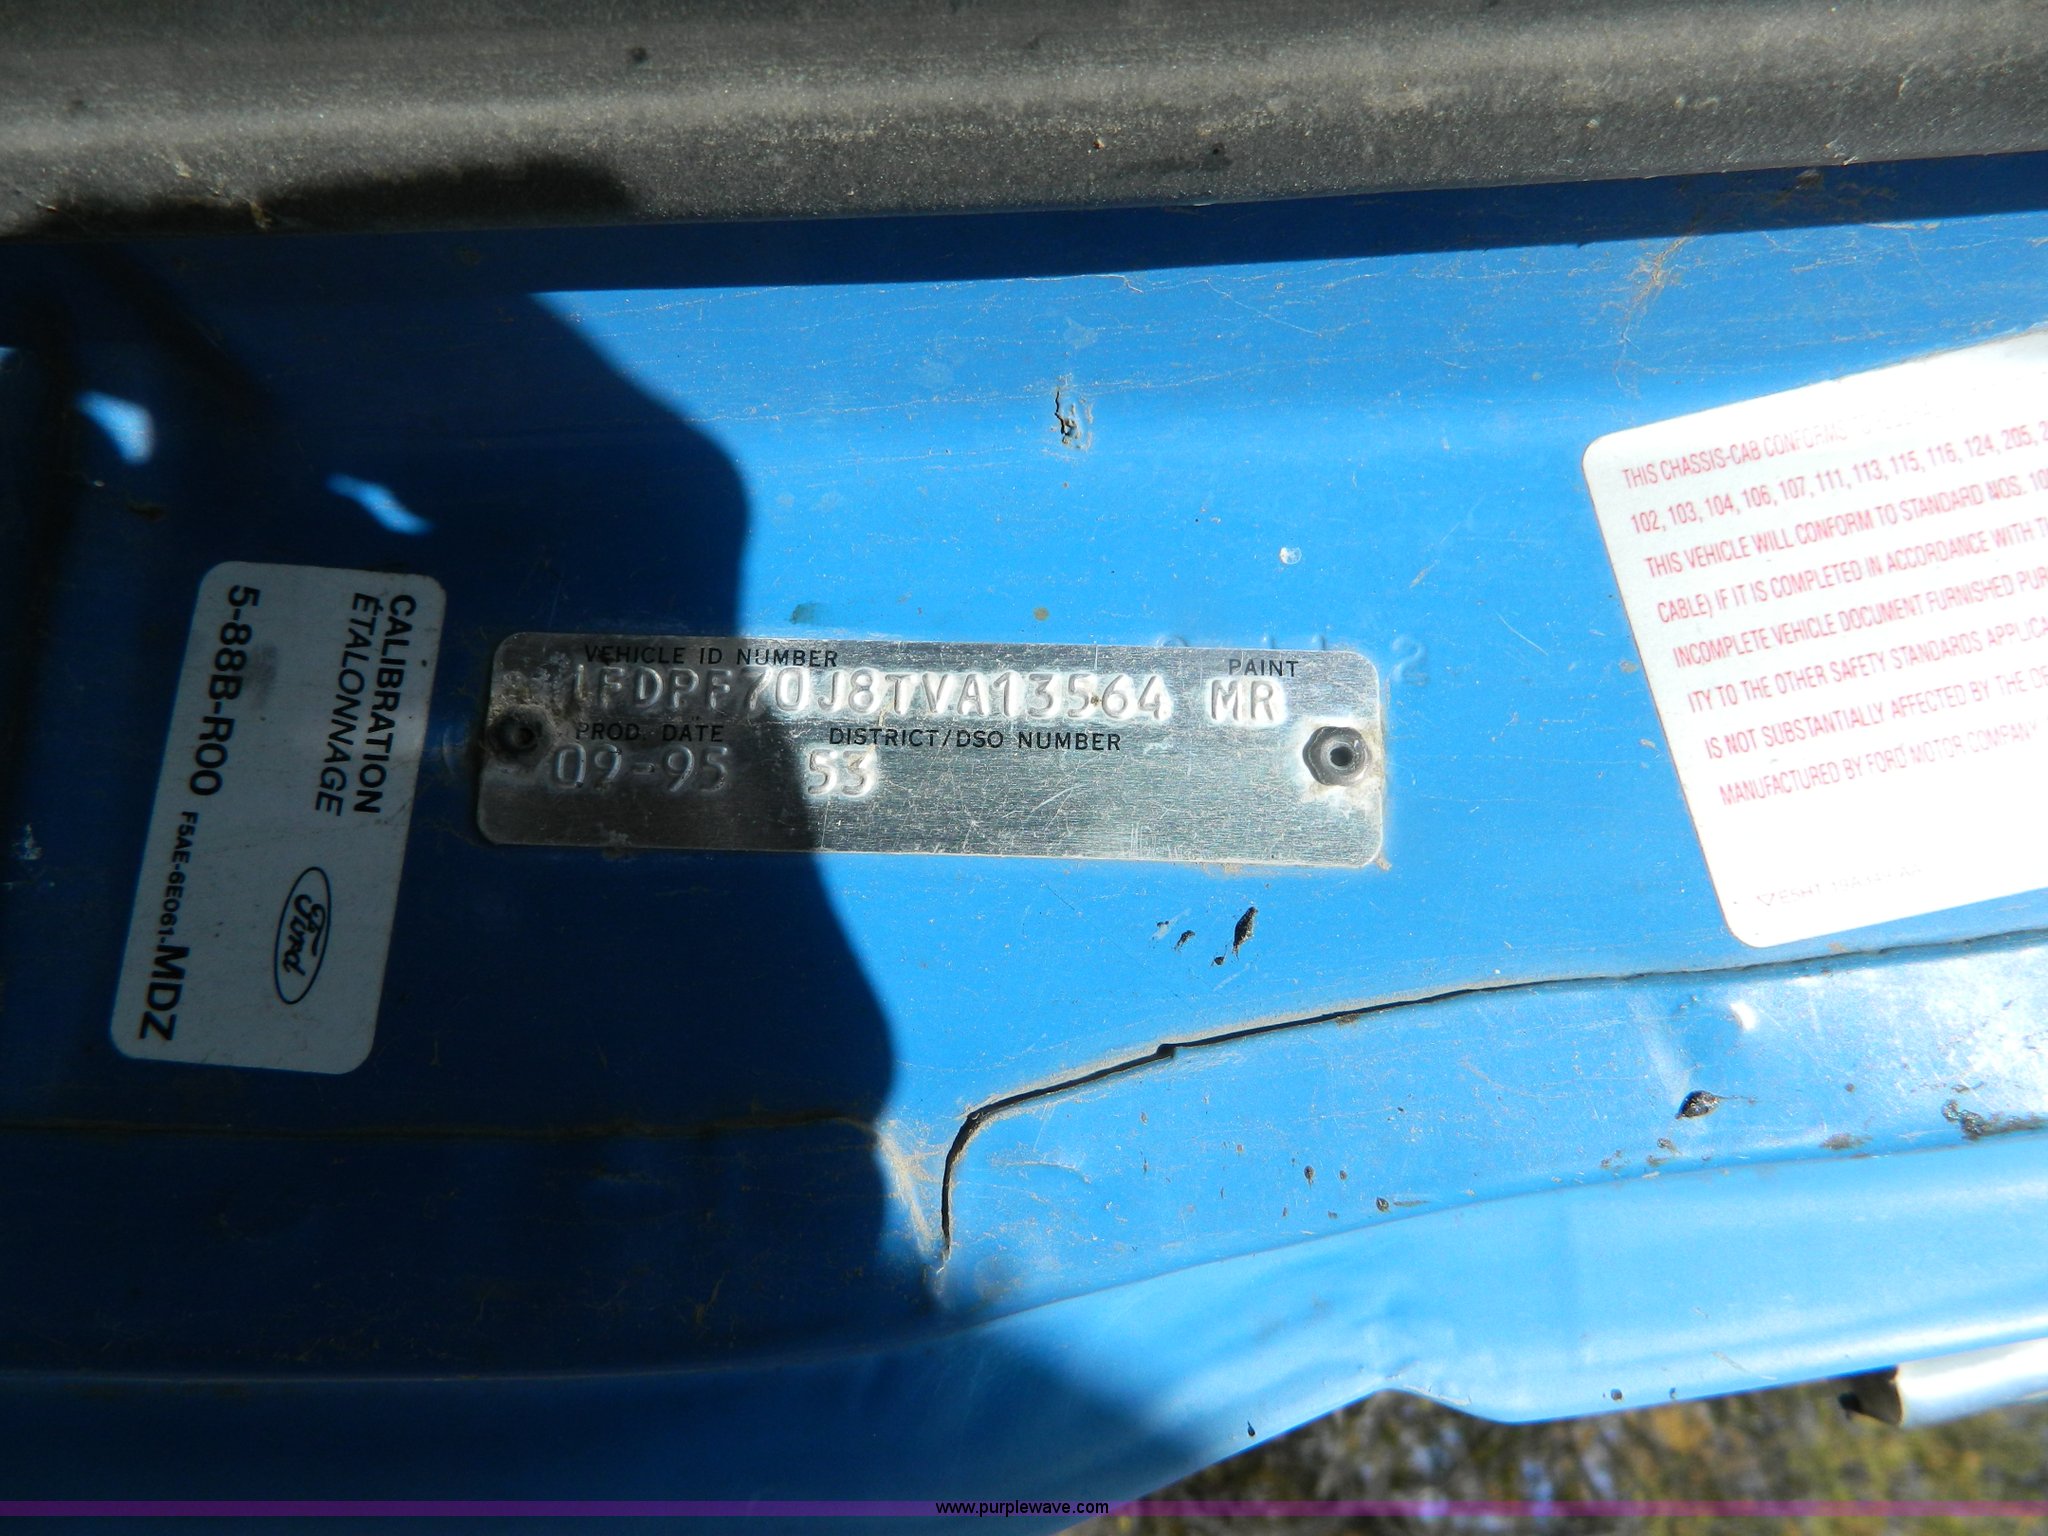 CALIBRATION
ÉTALONNAGE
Ford
5-88B-R00 F5AE-6E061-MDZ
VEHICLE ID NUMBER PAINT
1FDPF70J8TVA13564 MR
PROD. DATE DISTRICT/DSO NUMBER
09-95 53
THIS CHASSIS-CAB CONFORMS
102, 103, 104, 106, 107, 111, 113, 115, 116, 124, 205,
THIS VEHICLE WILL CONFORM TO STANDARD NOS.
CABLE) IF IT IS COMPLETED IN ACCORDANCE WITH
INCOMPLETE VEHICLE DOCUMENT FURNISHED
ITY TO THE OTHER SAFETY STANDARDS
IS NOT SUBSTANTIALLY AFFECTED BY THE
MANUFACTURED BY FORD MOTOR COMPANY
www.purplewave.com